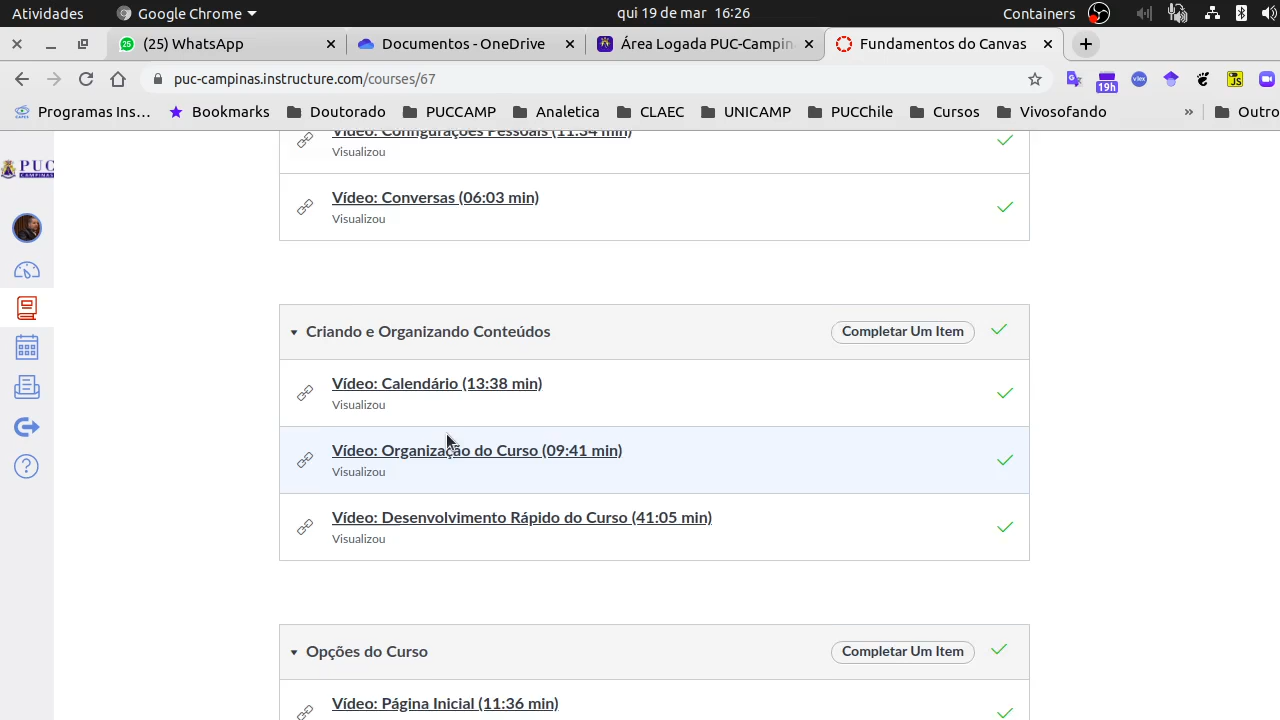 Atividades
Google Chrome
qui 19 de mar 16:26
Containers
(25) WhatsApp
Documentos - OneDrive
Área Logada PUC-Campin
Fundamentos do Canvas
puc-campinas.instructure.com/courses/67
19h
vlex
JS
Programas Ins…
Bookmarks
Doutorado
PUCCAMP
Analetica
CLAEC
UNICAMP
PUCChile
Cursos
Vivosofando
»
Outro
PUC
CAMPINAS
Vídeo: Configurações Pessoais (11:34 min)
Visualizou
Vídeo: Conversas (06:03 min)
Visualizou
Criando e Organizando Conteúdos
Completar Um Item
Vídeo: Calendário (13:38 min)
Visualizou
Vídeo: Organização do Curso (09:41 min)
Visualizou
Vídeo: Desenvolvimento Rápido do Curso (41:05 min)
Visualizou
Opções do Curso
Completar Um Item
Vídeo: Página Inicial (11:36 min)